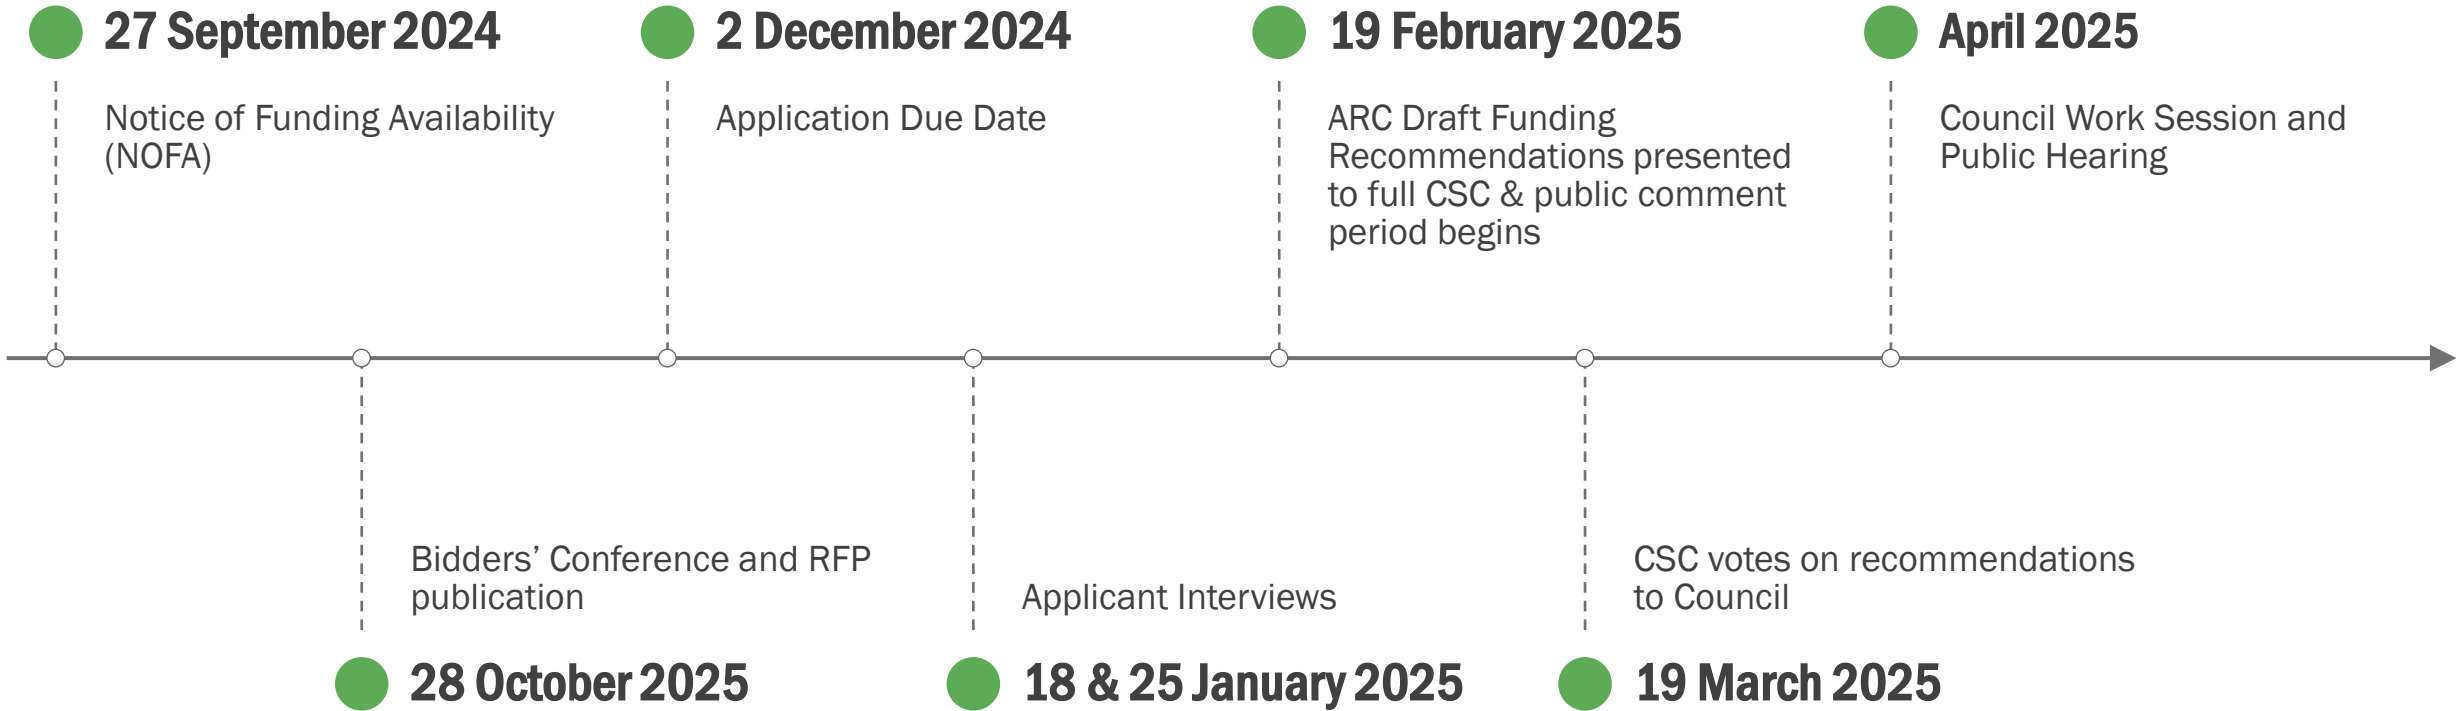 27 September 2024
Notice of Funding Availability
(NOFA)
2 December 2024
Application Due Date
19 February 2025
ARC Draft Funding
Recommendations presented
to full CSC & public comment
period begins
April 2025
Council Work Session and
Public Hearing
Bidders’ Conference and RFP
publication
28 October 2025
Applicant Interviews
18 & 25 January 2025
CSC votes on recommendations
to Council
19 March 2025